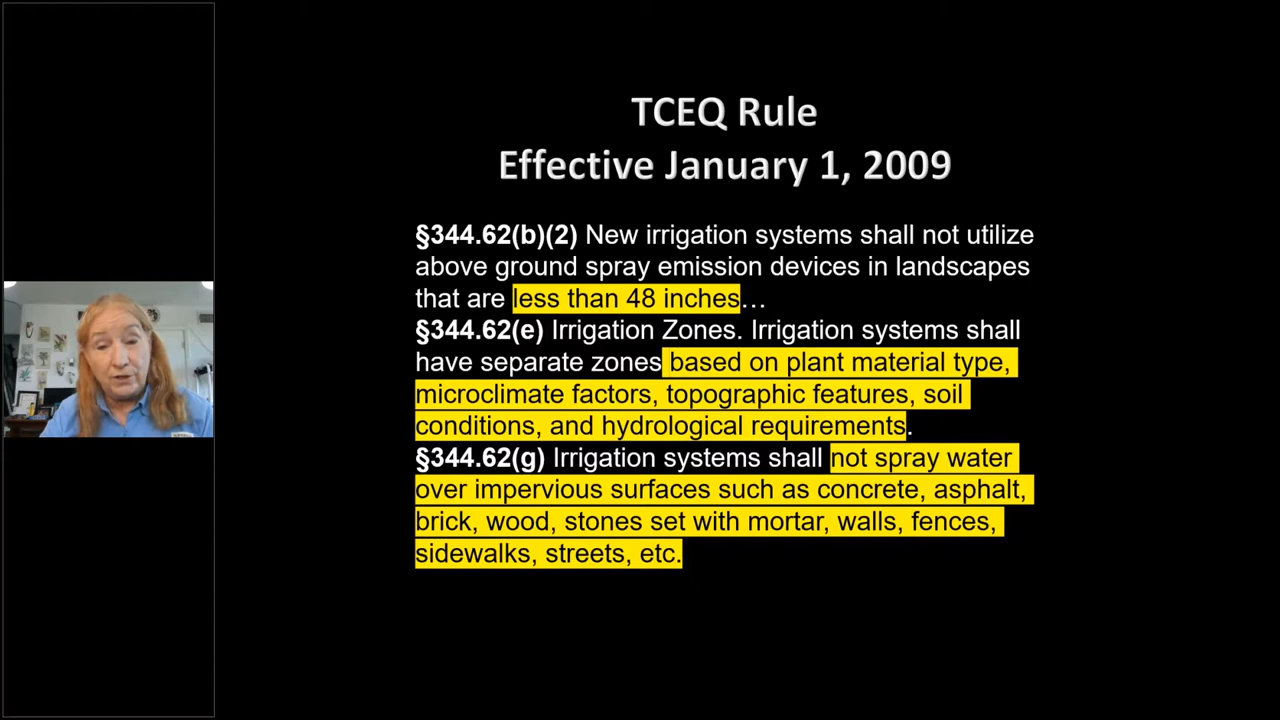 TCEQ Rule
Effective January 1, 2009
§344.62(b)(2) New irrigation systems shall not utilize
above ground spray emission devices in landscapes
that are less than 48 inches…
§344.62(e) Irrigation Zones. Irrigation systems shall
have separate zones based on plant material type,
microclimate factors, topographic features, soil
conditions, and hydrological requirements.
§344.62(g) Irrigation systems shall not spray water
over impervious surfaces such as concrete, asphalt,
brick, wood, stones set with mortar, walls, fences,
sidewalks, streets, etc.